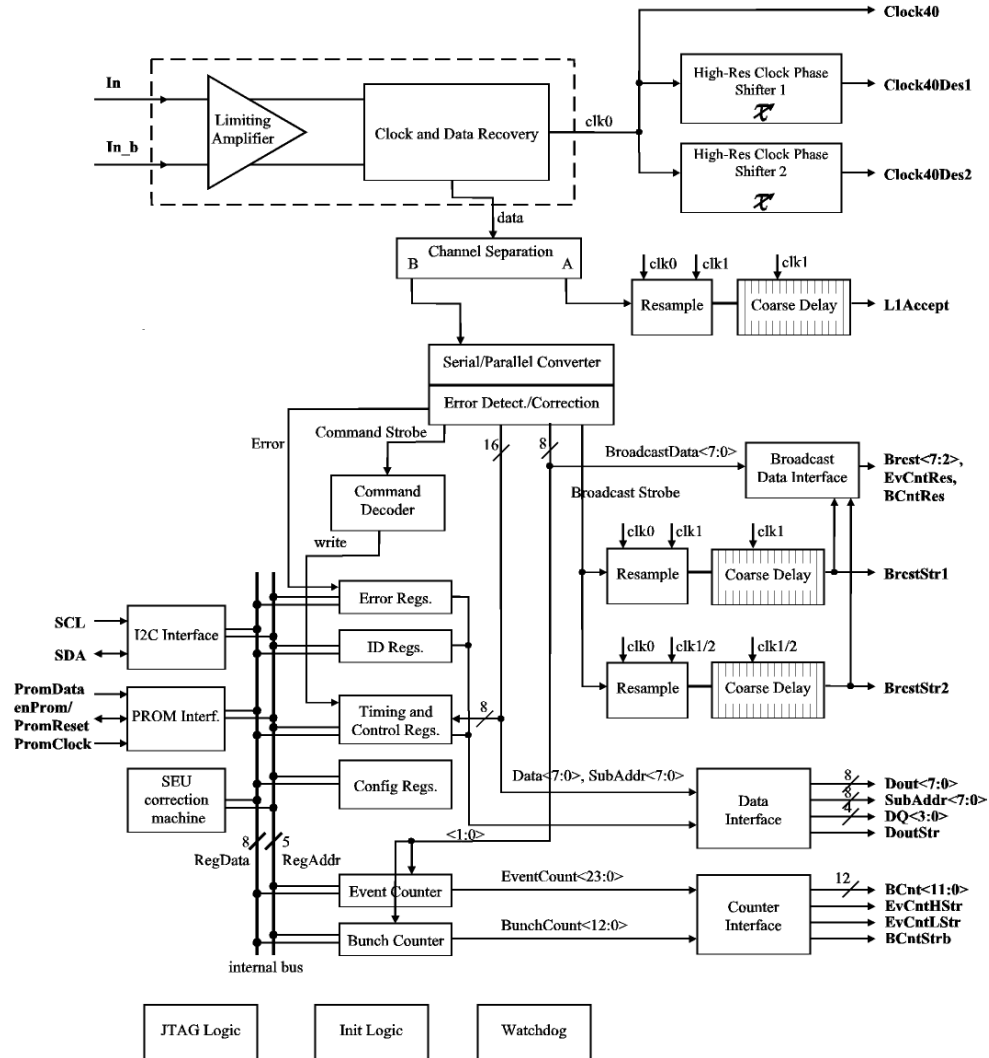 Clock40
In
Limiting
Amplifier
Clock and Data Recovery
clk0
High-Res Clock Phase
Shifter 1
Clock40Des1
In_b
High-Res Clock Phase
Shifter 2
Clock40Des2
data
Channel Separation
B
A
clk0
clk1
clk1
Resample
Coarse Delay
L1Accept
Serial/Parallel Converter
Error Detect./Correction
Error
Command Strobe
16
8
BroadcastData<7:0>
Broadcast
Data Interface
Brcst<7:2>,
EvCntRes,
BCntRes
Command
Decoder
Broadcast Strobe
write
clk0
clk1
clk1
Resample
Coarse Delay
BrcstStr1
Error Regs.
SCL
I2C Interface
SDA
ID Regs.
clk0
clk1/2
clk1/2
Resample
Coarse Delay
BrcstStr2
PromData
enProm/
PromReset
PromClock
PROM Interf.
Timing and
Control Regs.
8
SEU
correction
machine
Config Regs.
Data<7:0>, SubAddr<7:0>
Data
Interface
8
Dout<7:0>
8
SubAddr<7:0>
4
DQ<3:0>
DoutStr
<1:0>
8
5
RegData
RegAddr
Event Counter
EventCount<23:0>
Bunch Counter
BunchCount<12:0>
Counter
Interface
12
BCnt<11:0>
EvCntHStr
EvCntLStr
BCntStrb
internal bus
JTAG Logic
Init Logic
Watchdog